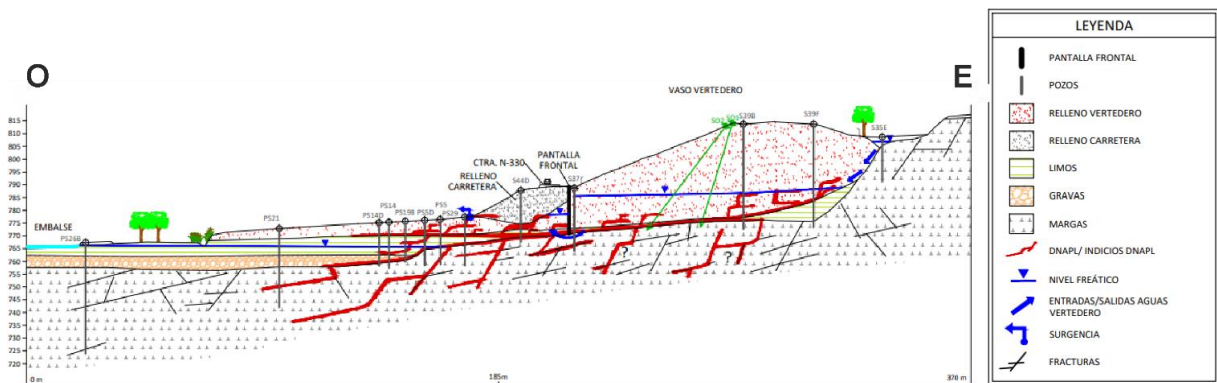 O
E
VASO VERTEDERO
815
810
805
800
795
790
785
780
775
770
765
760
755
750
745
740
735
730
725
720
EMBALSE
PS26B
PS21
PS14D
PS14
PS19B
PS5D
PS5
PS29
RELLENO
CARRETERA
CTRA. N-330
S44D
PANTALLA
FRONTAL
S37I
S39B
S39F
S35E
?
?
0 m
185m
370 m
LEYENDA
PANTALLA FRONTAL
POZOS
RELLENO VERTEDERO
RELLENO CARRETERA
LIMOS
GRAVAS
MARGAS
DNAPL/ INDICIOS DNAPL
NIVEL FREÁTICO
ENTRADAS/SALIDAS AGUAS
VERTEDERO
SURGENCIA
FRACTURAS